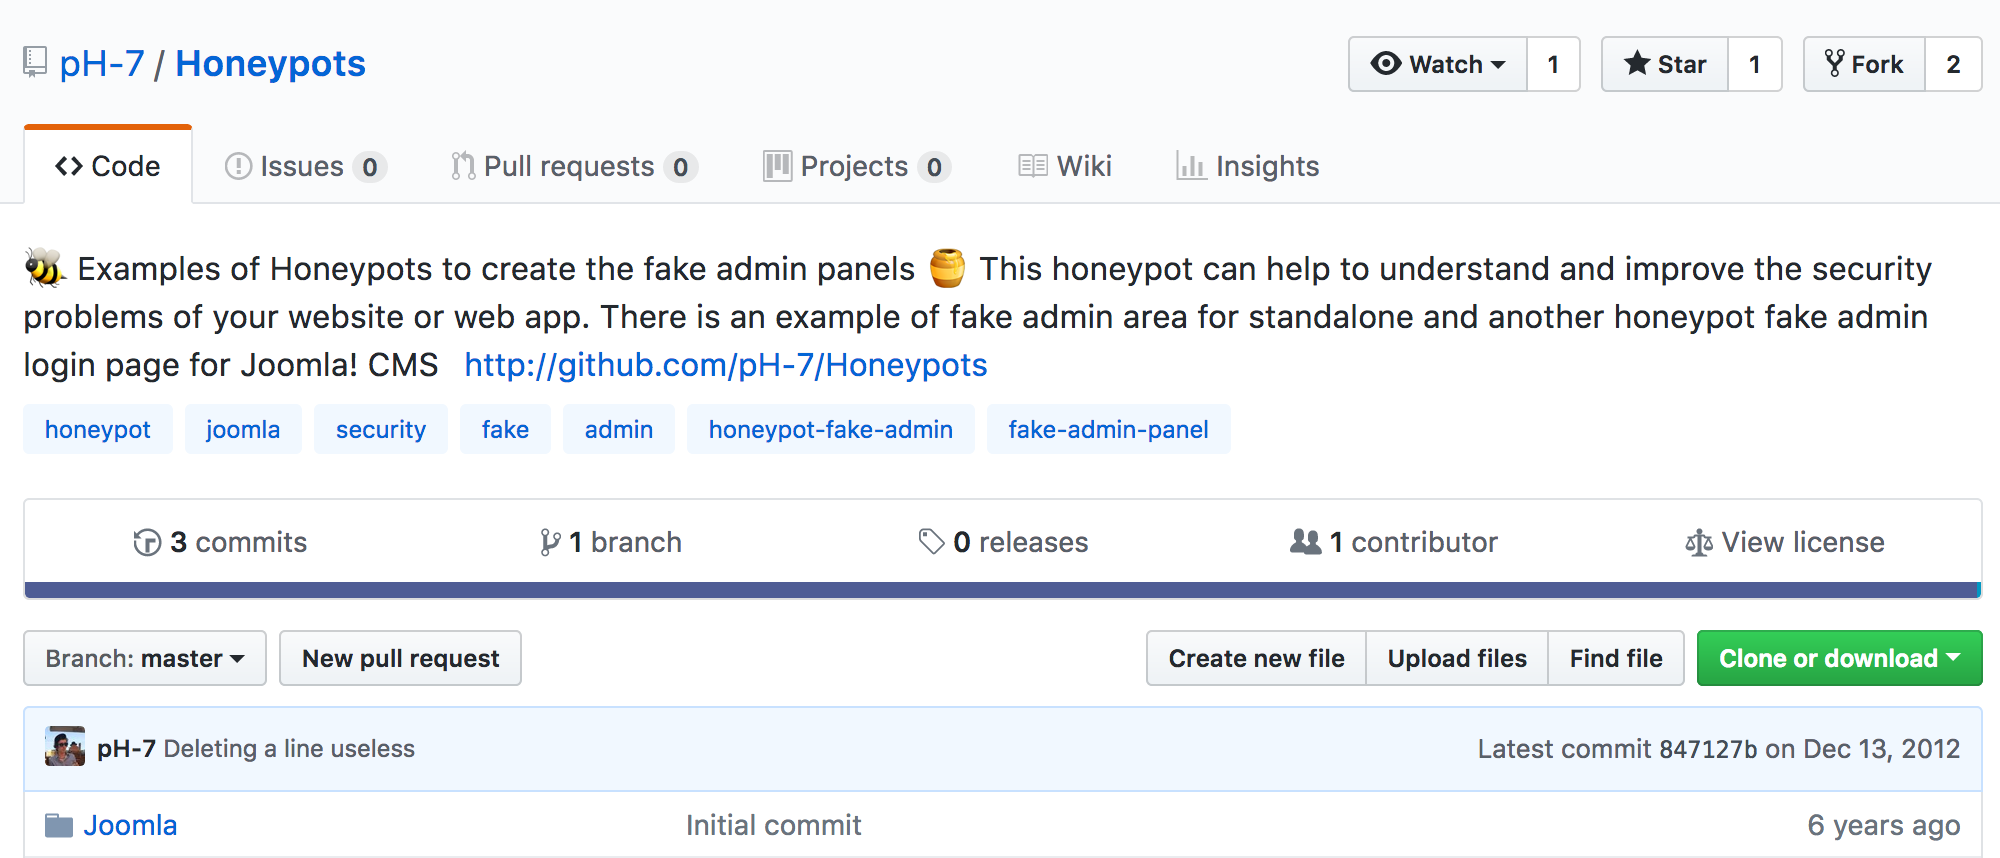 pH-7 / Honeypots
Watch 1 Star 1 Fork 2
Code Issues 0 Pull requests 0 Projects 0 Wiki Insights
Examples of Honeypots to create the fake admin panels This honeypot can help to understand and improve the security
problems of your website or web app. There is an example of fake admin area for standalone and another honeypot fake admin
login page for Joomla! CMS http://github.com/pH-7/Honeypots
honeypot joomla security fake admin honeypot-fake-admin fake-admin-panel
3 commits 1 branch 0 releases 1 contributor View license
Branch: master New pull request Create new file Upload files Find file Clone or download
pH-7 Deleting a line useless Latest commit 847127b on Dec 13, 2012
Joomla Initial commit 6 years ago